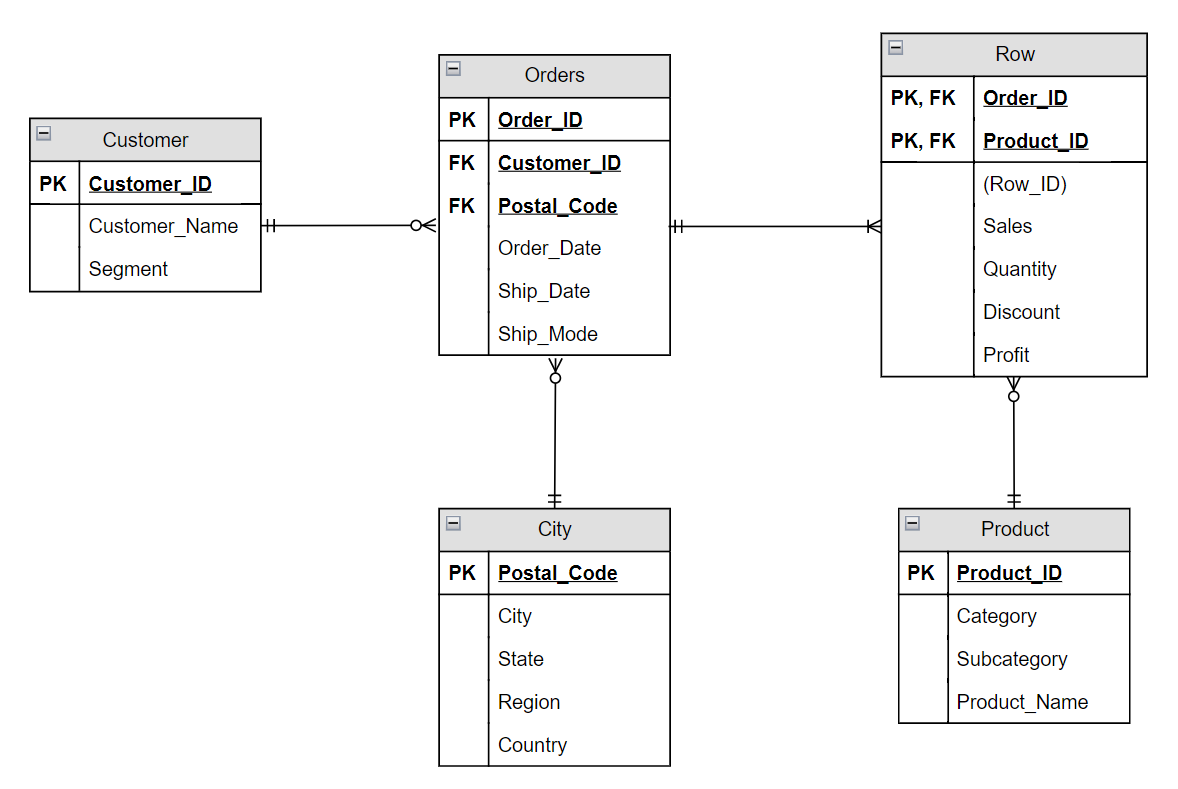 Customer
PK Customer_ID
Customer_Name
Segment
Orders
PK Order_ID
FK Customer_ID
FK Postal_Code
Order_Date
Ship_Date
Ship_Mode
Row
PK, FK Order_ID
PK, FK Product_ID
(Row_ID)
Sales
Quantity
Discount
Profit
City
PK Postal_Code
City
State
Region
Country
Product
PK Product_ID
Category
Subcategory
Product_Name